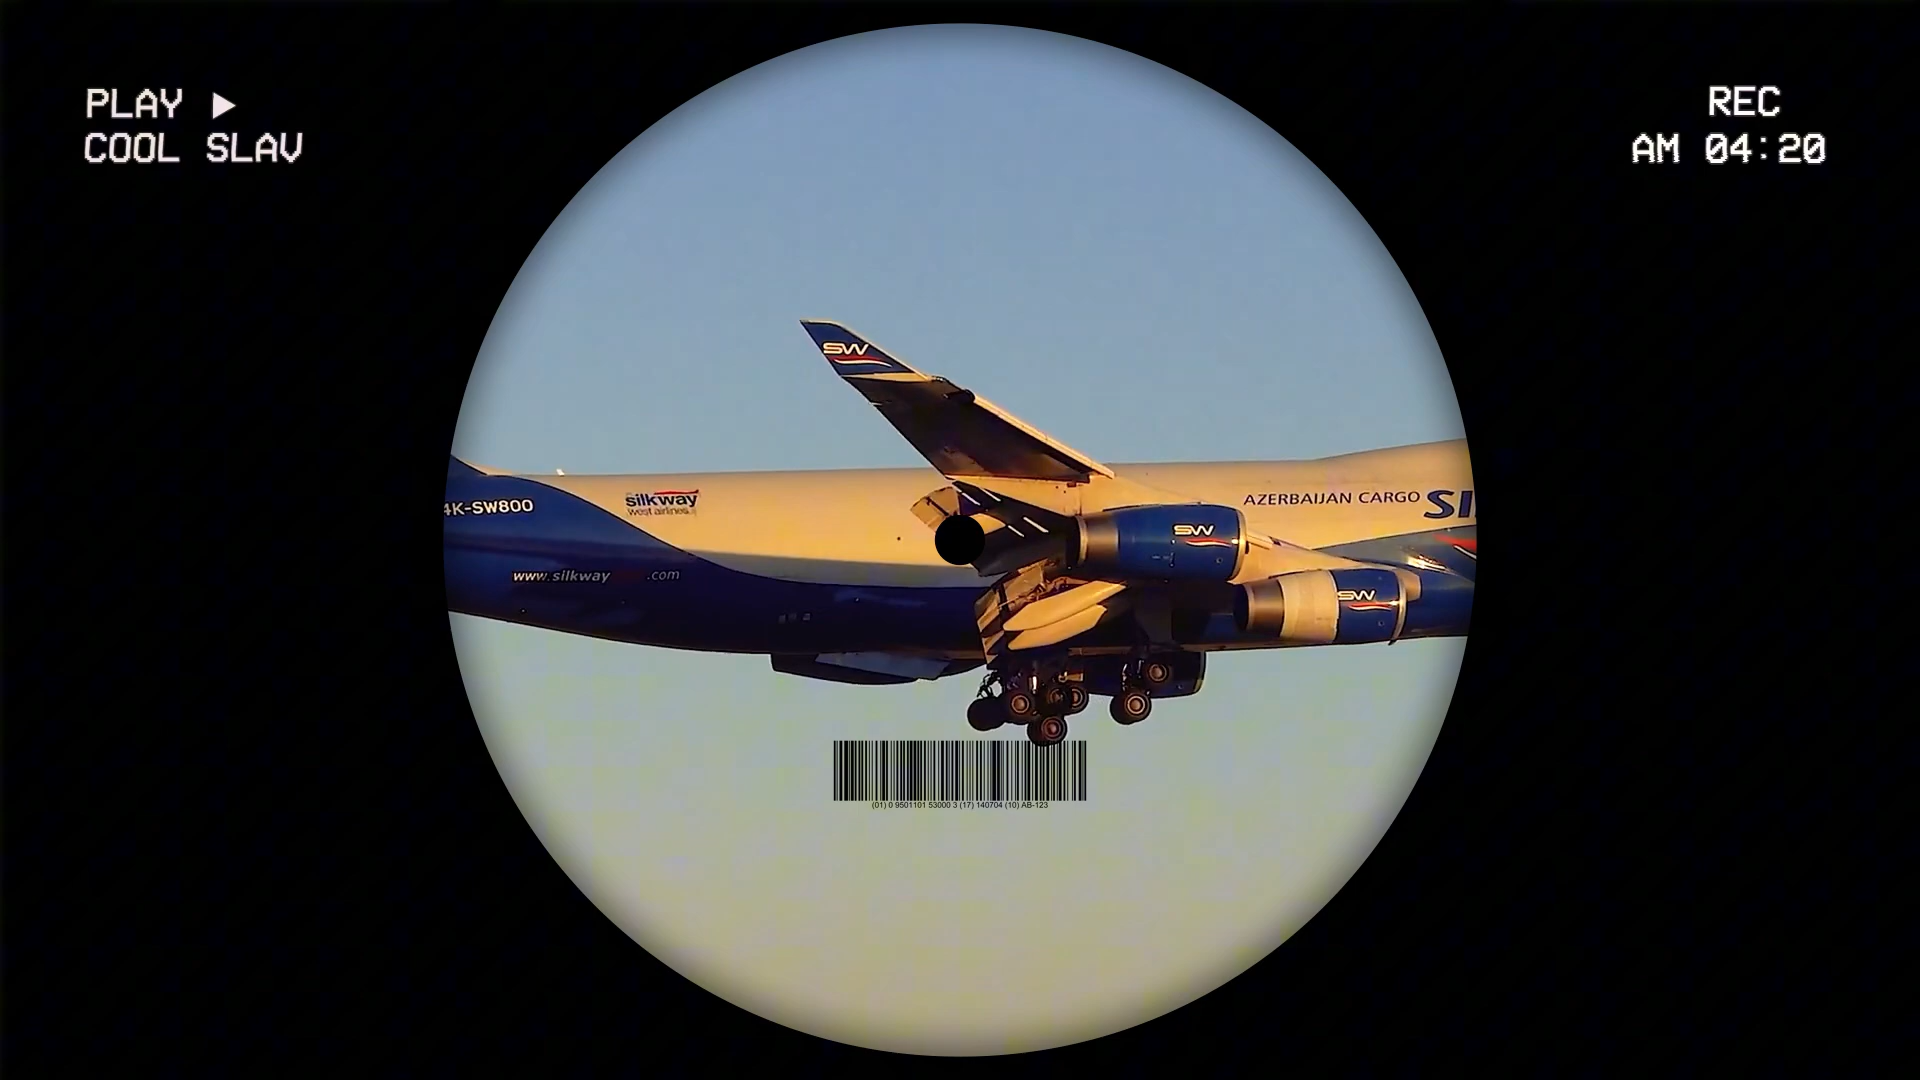 PLAY ▶
COOL SLAV
REC
AM 04:20
SW
4K-SW800
silkway
west airlines
AZERBAIJAN CARGO SI
SW
www.silkway .com
SW
(01) 0 9501101 53000 3 (17) 140704 (10) AB-123